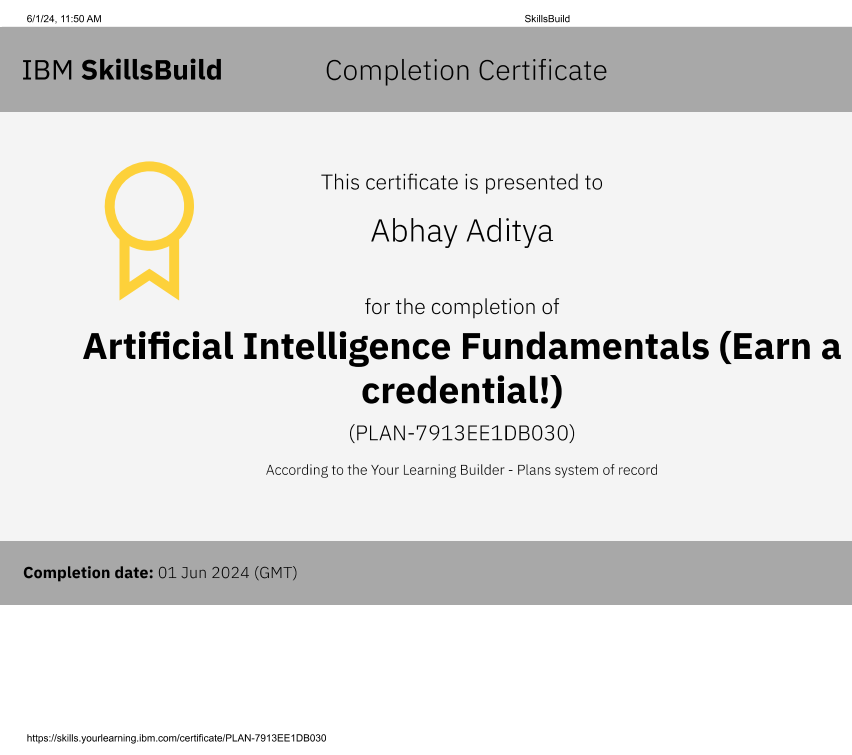 6/1/24, 11:50 AM SkillsBuild
IBM SkillsBuild Completion Certificate
This certificate is presented to
Abhay Aditya
for the completion of
Artificial Intelligence Fundamentals (Earn a
credential!)
(PLAN-7913EE1DB030)
According to the Your Learning Builder - Plans system of record
Completion date: 01 Jun 2024 (GMT)
https://skills.yourlearning.ibm.com/certificate/PLAN-7913EE1DB030